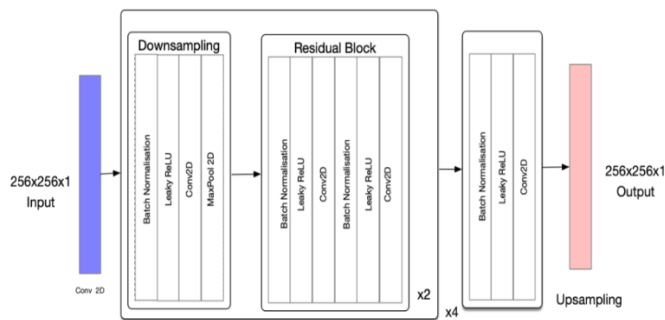 Downsampling
Residual Block
256x256x1
Input
Conv 2D
Batch Normalisation
Leaky ReLU
Conv2D
MaxPool 2D
Batch Normalisation
Leaky ReLU
Conv2D
Batch Normalisation
Leaky ReLU
Conv2D
x2
x4
Batch Normalisation
Leaky ReLU
Conv2D
256x256x1
Output
Upsampling